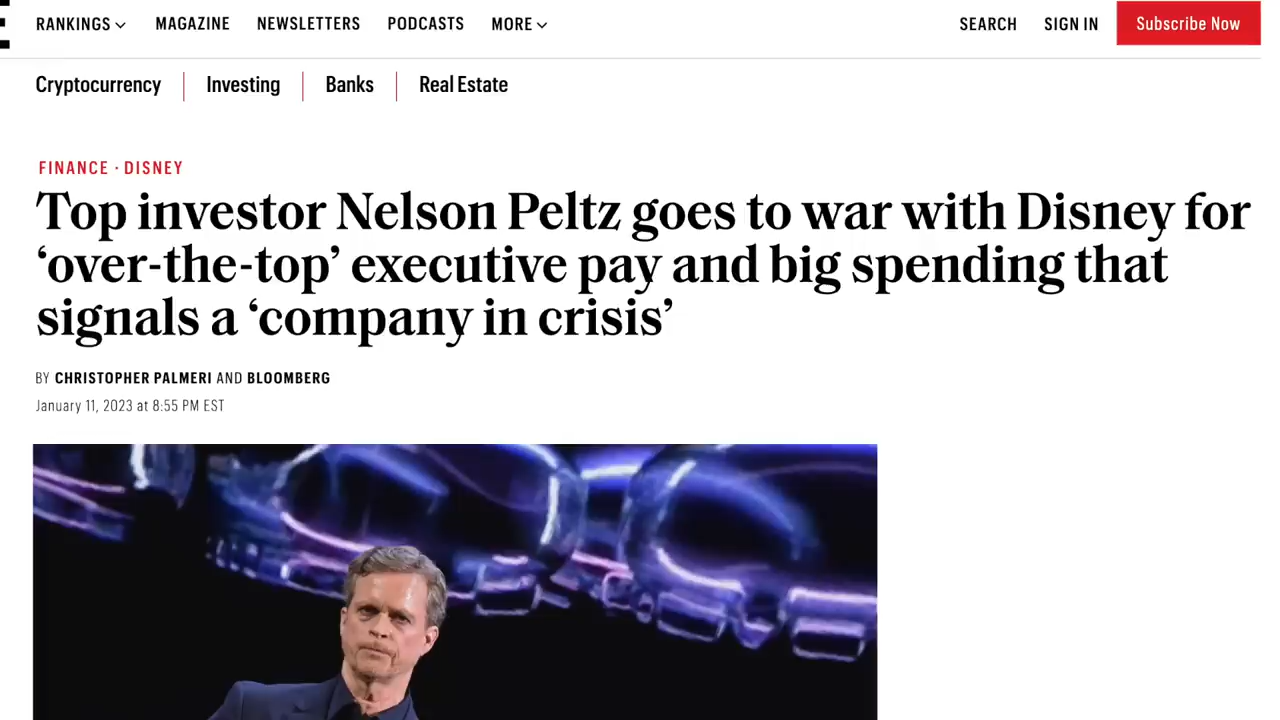 RANKINGS MAGAZINE NEWSLETTERS PODCASTS MORE SEARCH SIGN IN Subscribe Now
Cryptocurrency Investing Banks Real Estate
FINANCE · DISNEY
Top investor Nelson Peltz goes to war with Disney for
‘over-the-top’ executive pay and big spending that
signals a ‘company in crisis’
BY CHRISTOPHER PALMERI AND BLOOMBERG
January 11, 2023 at 8:55 PM EST